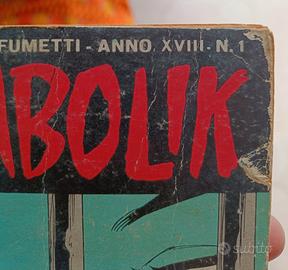 FUMETTI - ANNO XVIII - N. 1
ABOLIK
subito